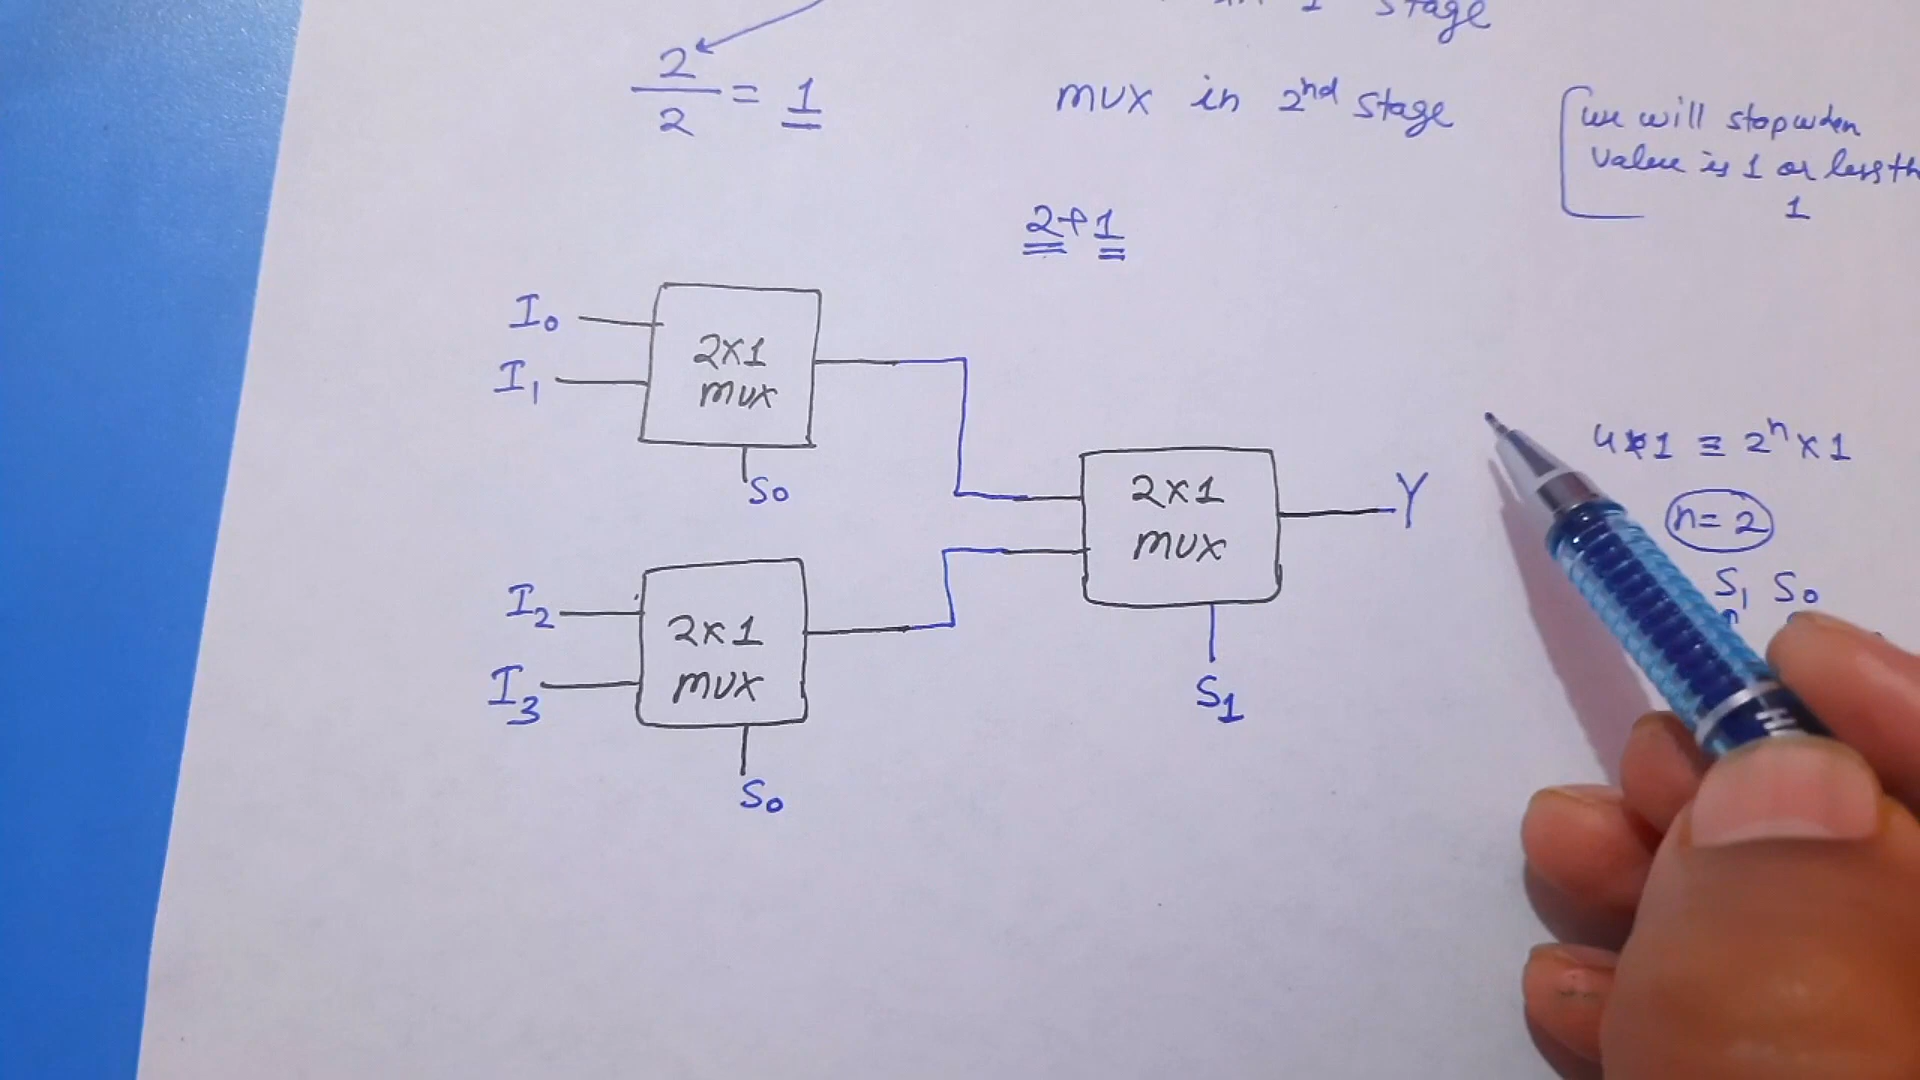 1 stage
2
2 = 1
mux in 2nd stage
we will stop when
value is 1 or less th
1
2+1
I0
I1
2x1
mux
S0
I2
I3
2x1
mux
S0
2x1
mux
Y
S1
4x1 ≡ 2^n x 1
n=2
S1 S0